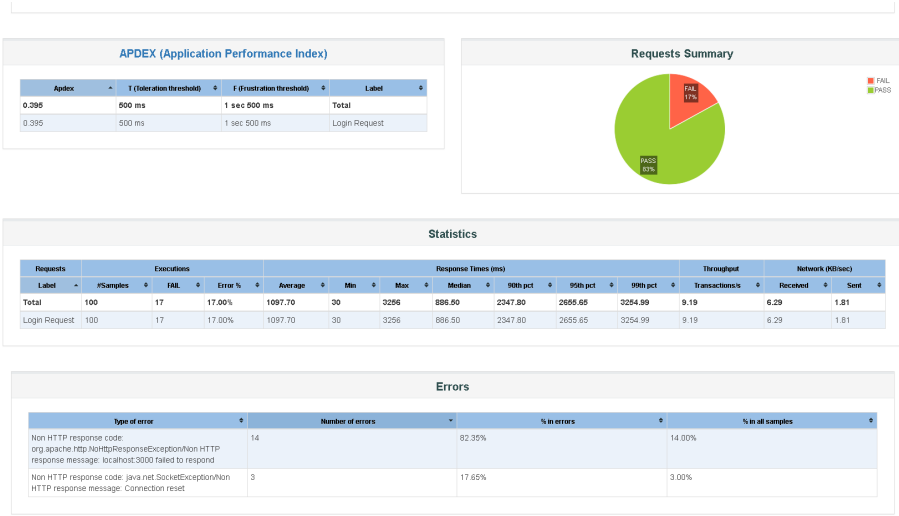 APDEX (Application Performance Index)
Apdex T (Toleration threshold) F (Frustration threshold) Label
0.395 500 ms 1 sec 500 ms Total
0.395 500 ms 1 sec 500 ms Login Request
Requests Summary
FAIL
17%
PASS
83%
FAIL
PASS
Statistics
Requests Executions Response Times (ms) Throughput Network (KB/sec)
Label #Samples FAIL Error % Average Min Max Median 90th pct 95th pct 99th pct Transactions/s Received Sent
Total 100 17 17.00% 1097.70 30 3256 886.50 2347.80 2655.65 3254.99 9.19 6.29 1.81
Login Request 100 17 17.00% 1097.70 30 3256 886.50 2347.80 2655.65 3254.99 9.19 6.29 1.81
Errors
Type of error Number of errors % in errors % in all samples
Non HTTP response code: 14 82.35% 14.00%
org.apache.http.NoHttpResponseException/Non HTTP
response message: localhost:3000 failed to respond
Non HTTP response code: java.net.SocketException/Non 3 17.65% 3.00%
HTTP response message: Connection reset